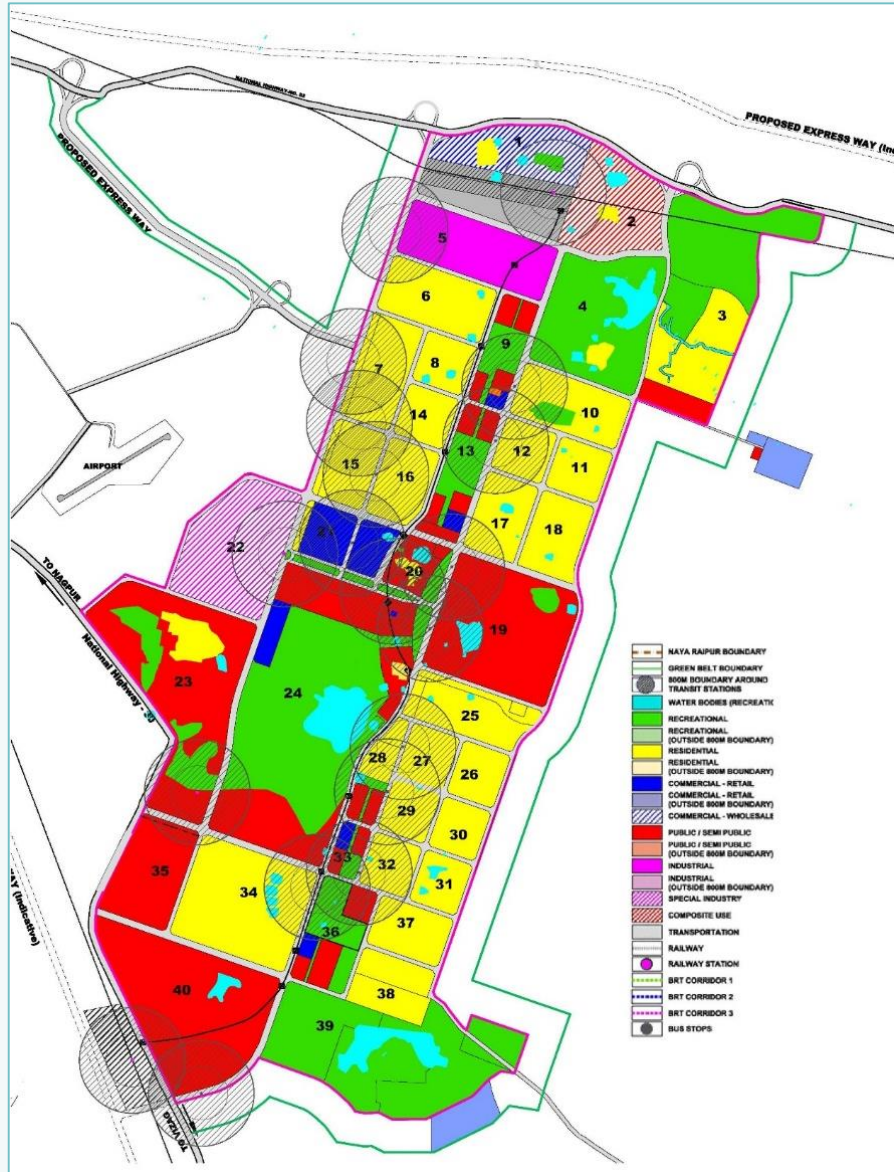 NATIONAL HIGHWAY-NO.
PROPOSED EXPRESS WAY (Ind
PROPOSED EXPRESS WAY
1
2
5
4
3
6
9
7
8
10
14
13
12
11
15
16
17
18
AIRPORT
21
22
20
19
TO NAGPUR
National Highway -
23
24
25
28
27
26
29
30
33
32
31
35
34
36
37
40
38
39
WAY (Indicative)
TO VIZAG
NAYA RAIPUR BOUNDARY
GREEN BELT BOUNDARY
800M BOUNDARY AROUND
TRANSIT STATIONS
WATER BODIES (RECREATIO
RECREATIONAL
RECREATIONAL
(OUTSIDE 800M BOUNDARY)
RESIDENTIAL
RESIDENTIAL
(OUTSIDE 800M BOUNDARY)
COMMERCIAL - RETAIL
COMMERCIAL - RETAIL
(OUTSIDE 800M BOUNDARY)
COMMERCIAL - WHOLESALE
PUBLIC / SEMI PUBLIC
PUBLIC / SEMI PUBLIC
(OUTSIDE 800M BOUNDARY)
INDUSTRIAL
INDUSTRIAL
(OUTSIDE 800M BOUNDARY)
SPECIAL INDUSTRY
COMPOSITE USE
TRANSPORTATION
RAILWAY
RAILWAY STATION
BRT CORRIDOR 1
BRT CORRIDOR 2
BRT CORRIDOR 3
BUS STOPS